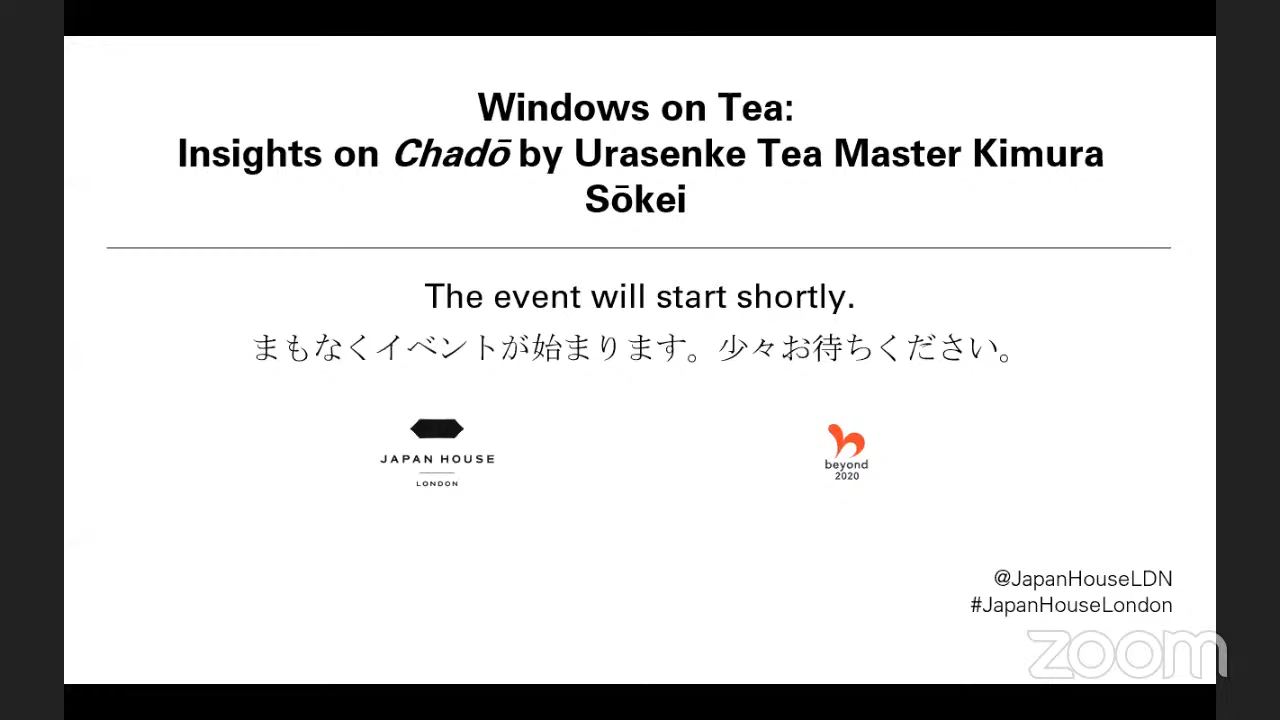 Windows on Tea:
Insights on Chadō by Urasenke Tea Master Kimura
Sōkei
The event will start shortly.
まもなくイベントが始まります。少々お待ちください。
JAPAN HOUSE
LONDON
beyond
2020
@JapanHouseLDN
#JapanHouseLondon
zoom